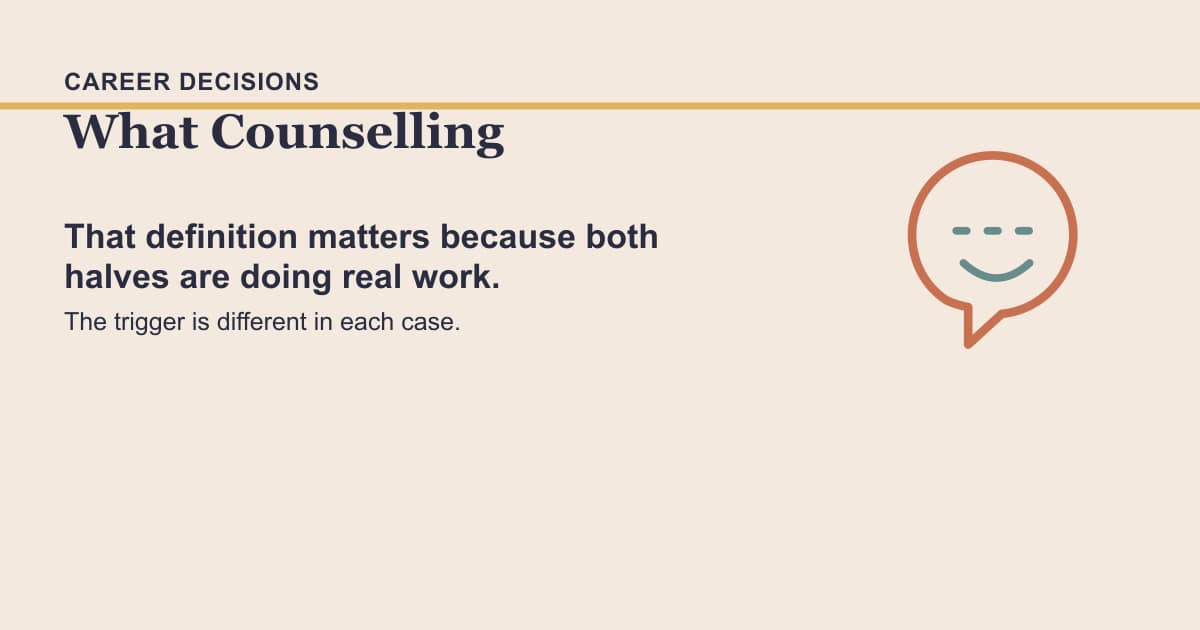 CAREER DECISIONS
What Counselling
That definition matters because both
halves are doing real work.
The trigger is different in each case.